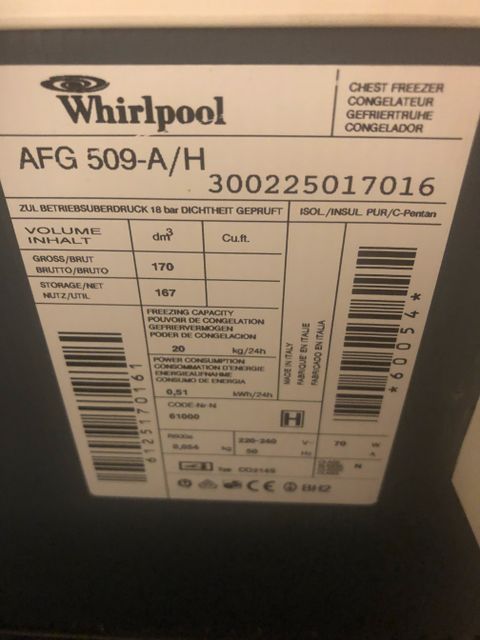 Whirlpool
CHEST FREEZER
CONGELATEUR
GEFRIERTRUHE
CONGELADOR
AFG 509-A/H
300225017016
ZUL BETRIEBSUBERDRUCK 18 bar DICHTHEIT GEPRUFT
ISOL./INSUL. PUR/C-Pentan
VOLUME
INHALT
dm³
Cu.ft.
GROSS/BRUT
BRUTTO/BRUTO
170
STORAGE/NET
NUTZ/UTIL
167
FREEZING CAPACITY
POUVOIR DE CONGELATION
GEFRIERVERMOGEN
PODER DE CONGELACION
20 kg/24h
POWER CONSUMPTION
CONSOMMATION D'ENERGIE
ENERGIEAUFNAHME
CONSUMO DE ENERGIA
0,51 kWh/24h
MADE IN ITALY
FABRIQUE EN ITALIE
FABRICADO EN ITALIA
*60054*
6125170161
CODE-Nr-N
61000
H
R600a
0,054 kg
220-240 V~
50 Hz
70 W
A
N
CE
BH2